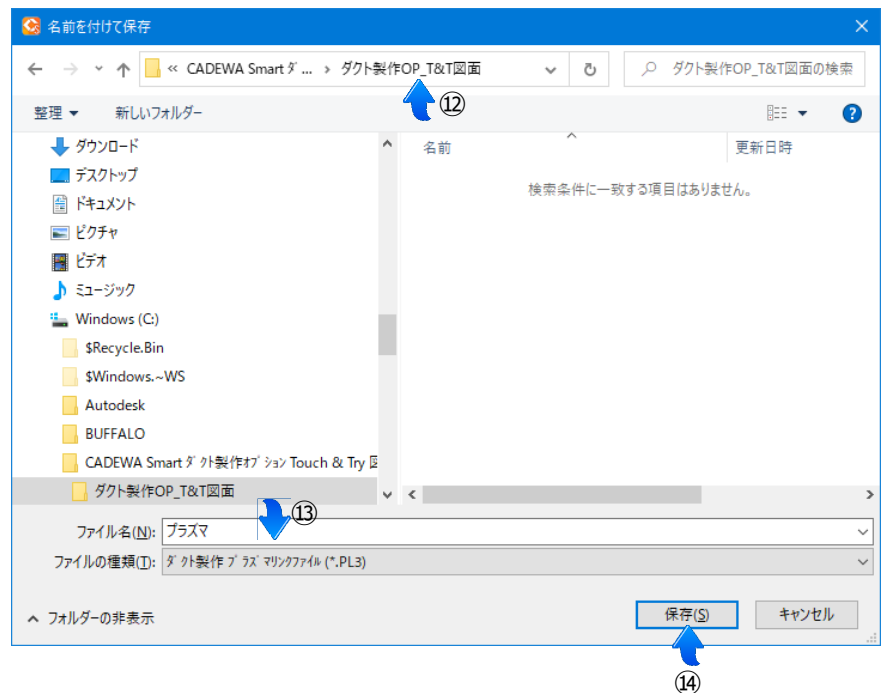 名前を付けて保存
« CADEWA Smart ﾀﾞ ... › ダクト製作OP_T&T図面
ダクト製作OP_T&T図面の検索
⑫
整理 ▼ 新しいフォルダー
ダウンロード
デスクトップ
ドキュメント
ピクチャ
ビデオ
ミュージック
Windows (C:)
$Recycle.Bin
$Windows.~WS
Autodesk
BUFFALO
CADEWA Smart ﾀﾞｸﾄ製作ｵﾌﾟｼｮﾝ Touch & Try
ダクト製作OP_T&T図面
名前 更新日時
検索条件に一致する項目はありません。
⑬
ファイル名(N): プラズマ
ファイルの種類(T): ﾀﾞｸﾄ製作 ﾌﾟﾗｽﾞﾏﾘﾝｸﾌｧｲﾙ (*.PL3)
フォルダーの非表示
保存(S) キャンセル
⑭